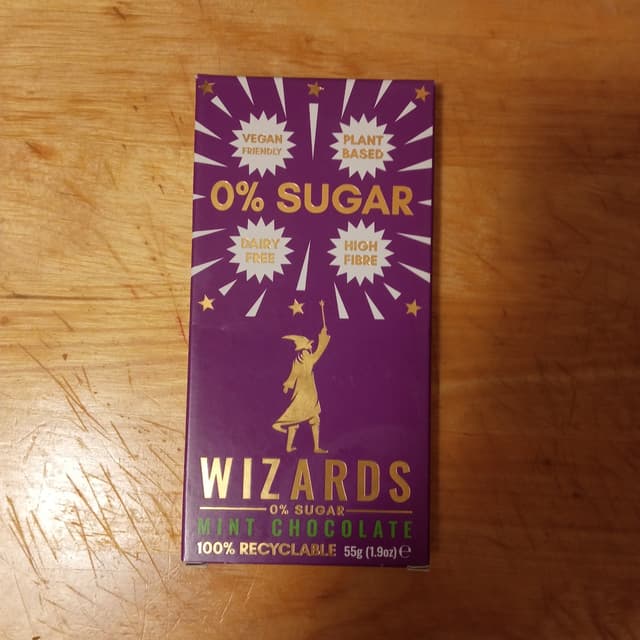 VEGAN
FRIENDLY
PLANT
BASED
0% SUGAR
DAIRY
FREE
HIGH
FIBRE
WIZARDS
0% SUGAR
MINT CHOCOLATE
100% RECYCLABLE 55g (1.9oz) ℮